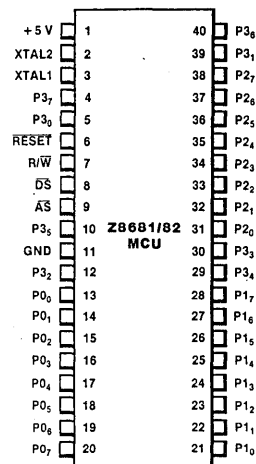 +5 V 1 40 P3₆
XTAL2 2 39 P3₁
XTAL1 3 38 P2₇
P3₇ 4 37 P2₆
P3₀ 5 36 P2₅
R̅E̅S̅E̅T̅ 6 35 P2₄
R/W̅ 7 34 P2₃
D̅S̅ 8 33 P2₂
A̅S̅ 9 32 P2₁
P3₅ 10 Z8681/82 31 P2₀
GND 11 MCU 30 P3₃
P3₂ 12 29 P3₄
P0₀ 13 28 P1₇
P0₁ 14 27 P1₆
P0₂ 15 26 P1₅
P0₃ 16 25 P1₄
P0₄ 17 24 P1₃
P0₅ 18 23 P1₂
P0₆ 19 22 P1₁
P0₇ 20 21 P1₀